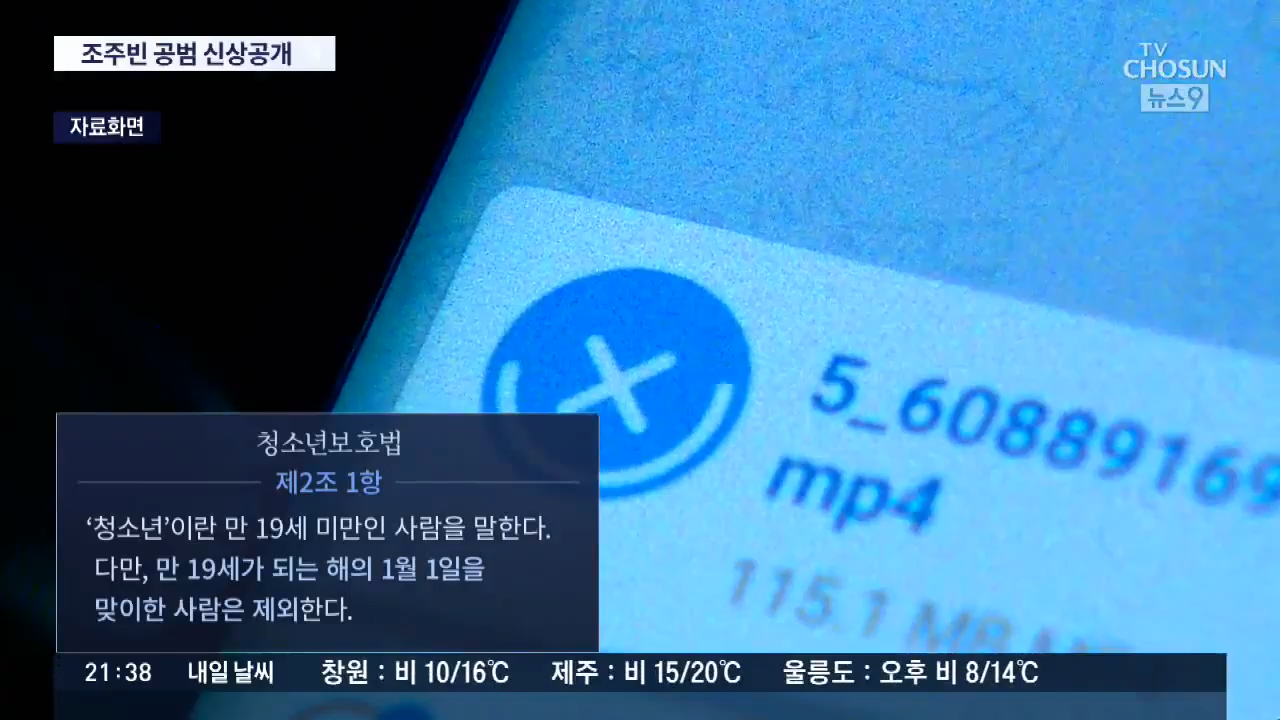 조주빈 공범 신상공개
TV
CHOSUN
뉴스9
자료화면
5_60889169
mp4
115.1 MB
청소년보호법
제2조 1항
‘청소년’이란 만 19세 미만인 사람을 말한다.
다만, 만 19세가 되는 해의 1월 1일을
맞이한 사람은 제외한다.
21:38 내일날씨 창원 : 비 10/16℃ 제주 : 비 15/20℃ 울릉도 : 오후 비 8/14℃